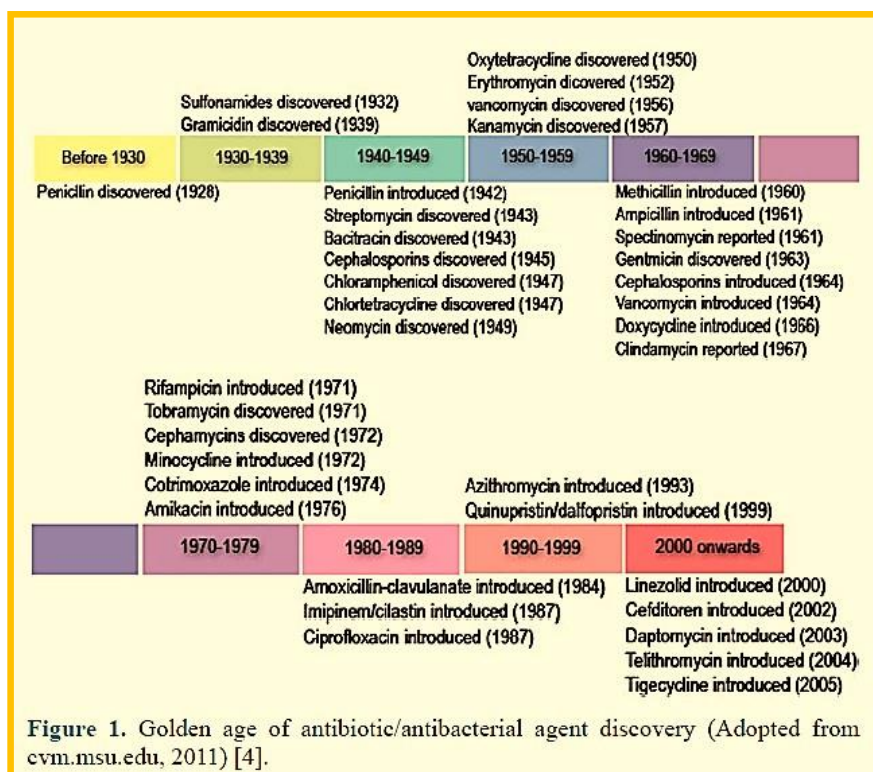 Oxytetracycline discovered (1950)
Erythromycin dicovered (1952)
vancomycin discovered (1956)
Kanamycin discovered (1957)
Sulfonamides discovered (1932)
Gramicidin discovered (1939)
Before 1930
1930-1939
1940-1949
1950-1959
1960-1969
Penicillin discovered (1928)
Penicillin introduced (1942)
Streptomycin discovered (1943)
Bacitracin discovered (1943)
Cephalosporins discovered (1945)
Chloramphenicol discovered (1947)
Chlortetracycline discovered (1947)
Neomycin discovered (1949)
Methicillin introduced (1960)
Ampicillin introduced (1961)
Spectinomycin reported (1961)
Gentmicin discovered (1963)
Cephalosporins introduced (1964)
Vancomycin introduced (1964)
Doxycycline introduced (1966)
Clindamycin reported (1967)
Rifampicin introduced (1971)
Tobramycin discovered (1971)
Cephamycins discovered (1972)
Minocycline introduced (1972)
Cotrimoxazole introduced (1974)
Amikacin introduced (1976)
Azithromycin introduced (1993)
Quinupristin/dalfopristin introduced (1999)
1970-1979
1980-1989
1990-1999
2000 onwards
Amoxicillin-clavulanate introduced (1984)
Imipinem/cilastin introduced (1987)
Ciprofloxacin introduced (1987)
Linezolid introduced (2000)
Cefditoren introduced (2002)
Daptomycin introduced (2003)
Telithromycin introduced (2004)
Tigecycline introduced (2005)
Figure 1. Golden age of antibiotic/antibacterial agent discovery (Adopted from
cvm.msu.edu, 2011) [4].